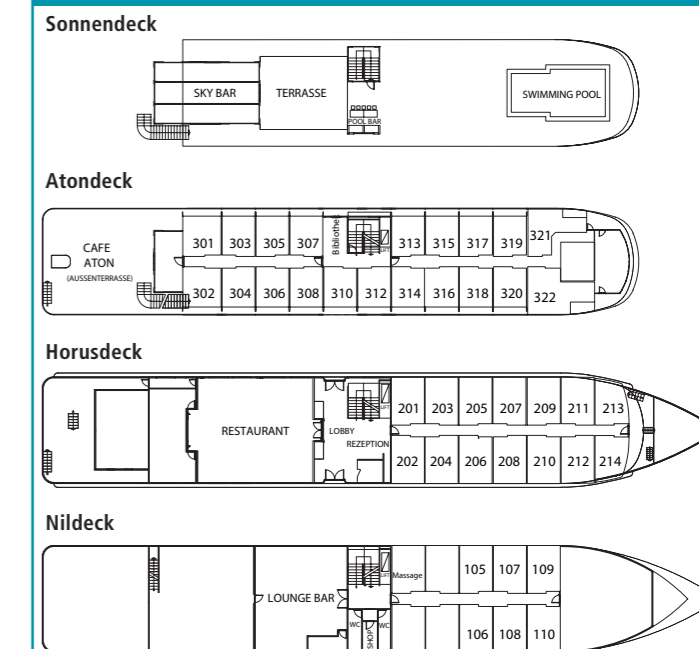 Sonnendeck
SKY BAR
TERRASSE
POOL BAR
SWIMMING POOL
Atondeck
CAFE
ATON
(AUSSENTERRASSE)
301 303 305 307
Bibliothek
LIFT
313 315 317 319 321
302 304 306 308 310 312 314 316 318 320 322
Horusdeck
RESTAURANT
LOBBY
REZEPTION
LIFT
201 203 205 207 209 211 213
202 204 206 208 210 212 214
Nildeck
LOUNGE BAR
LIFT
Massage
WC
SHOP
WC
105 107 109
106 108 110